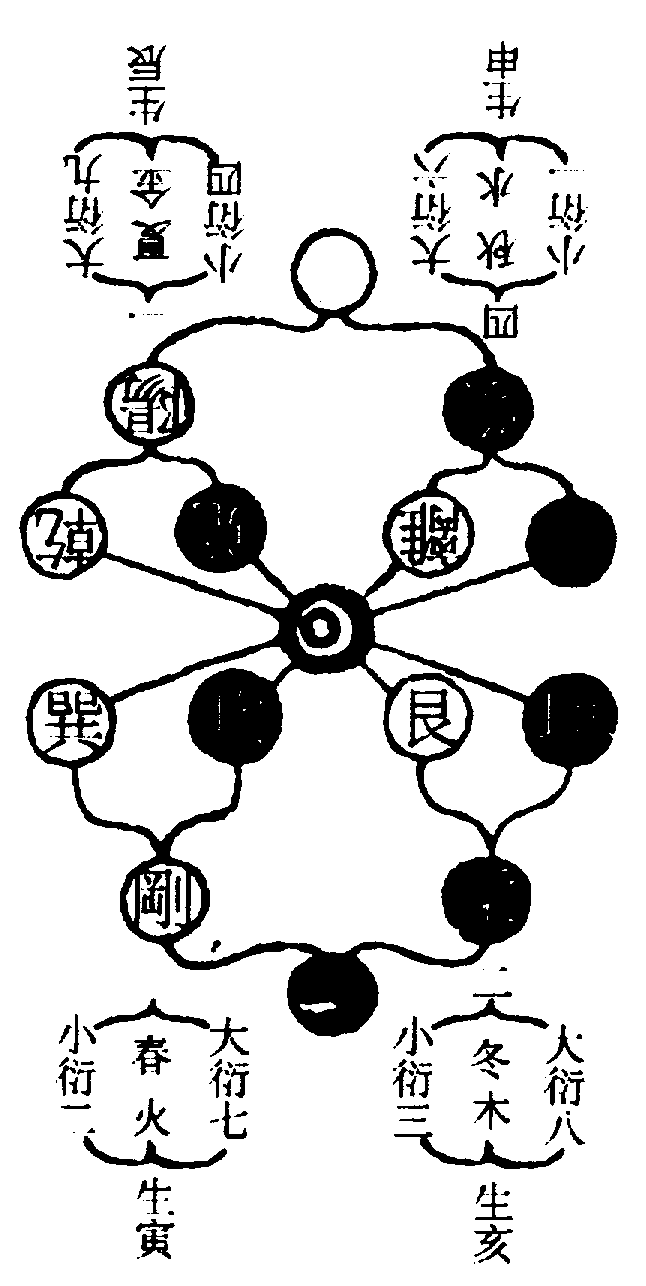 生辰
大衍九
夏金
小衍四
一
生申
大衍六
秋水
小衍一
四
陽
乾
離
巽
艮
剛
小衍二
春火
大衍七
生寅
二
小衍三
冬木
大衍八
生亥